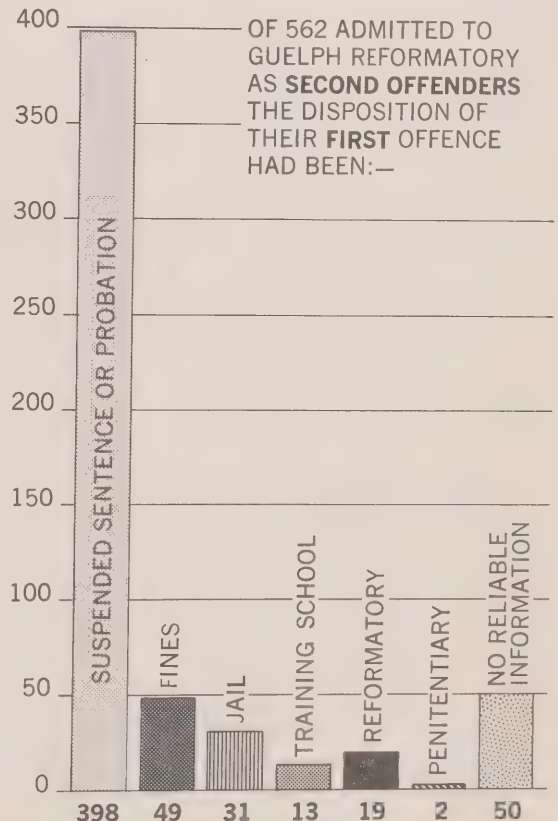 OF 562 ADMITTED TO
GUELPH REFORMATORY
AS SECOND OFFENDERS
THE DISPOSITION OF
THEIR FIRST OFFENCE
HAD BEEN:—
400
350
300
250
200
150
100
50
0
SUSPENDED SENTENCE OR PROBATION
FINES
JAIL
TRAINING SCHOOL
REFORMATORY
PENITENTIARY
NO RELIABLE
INFORMATION
398 49 31 13 19 2 50